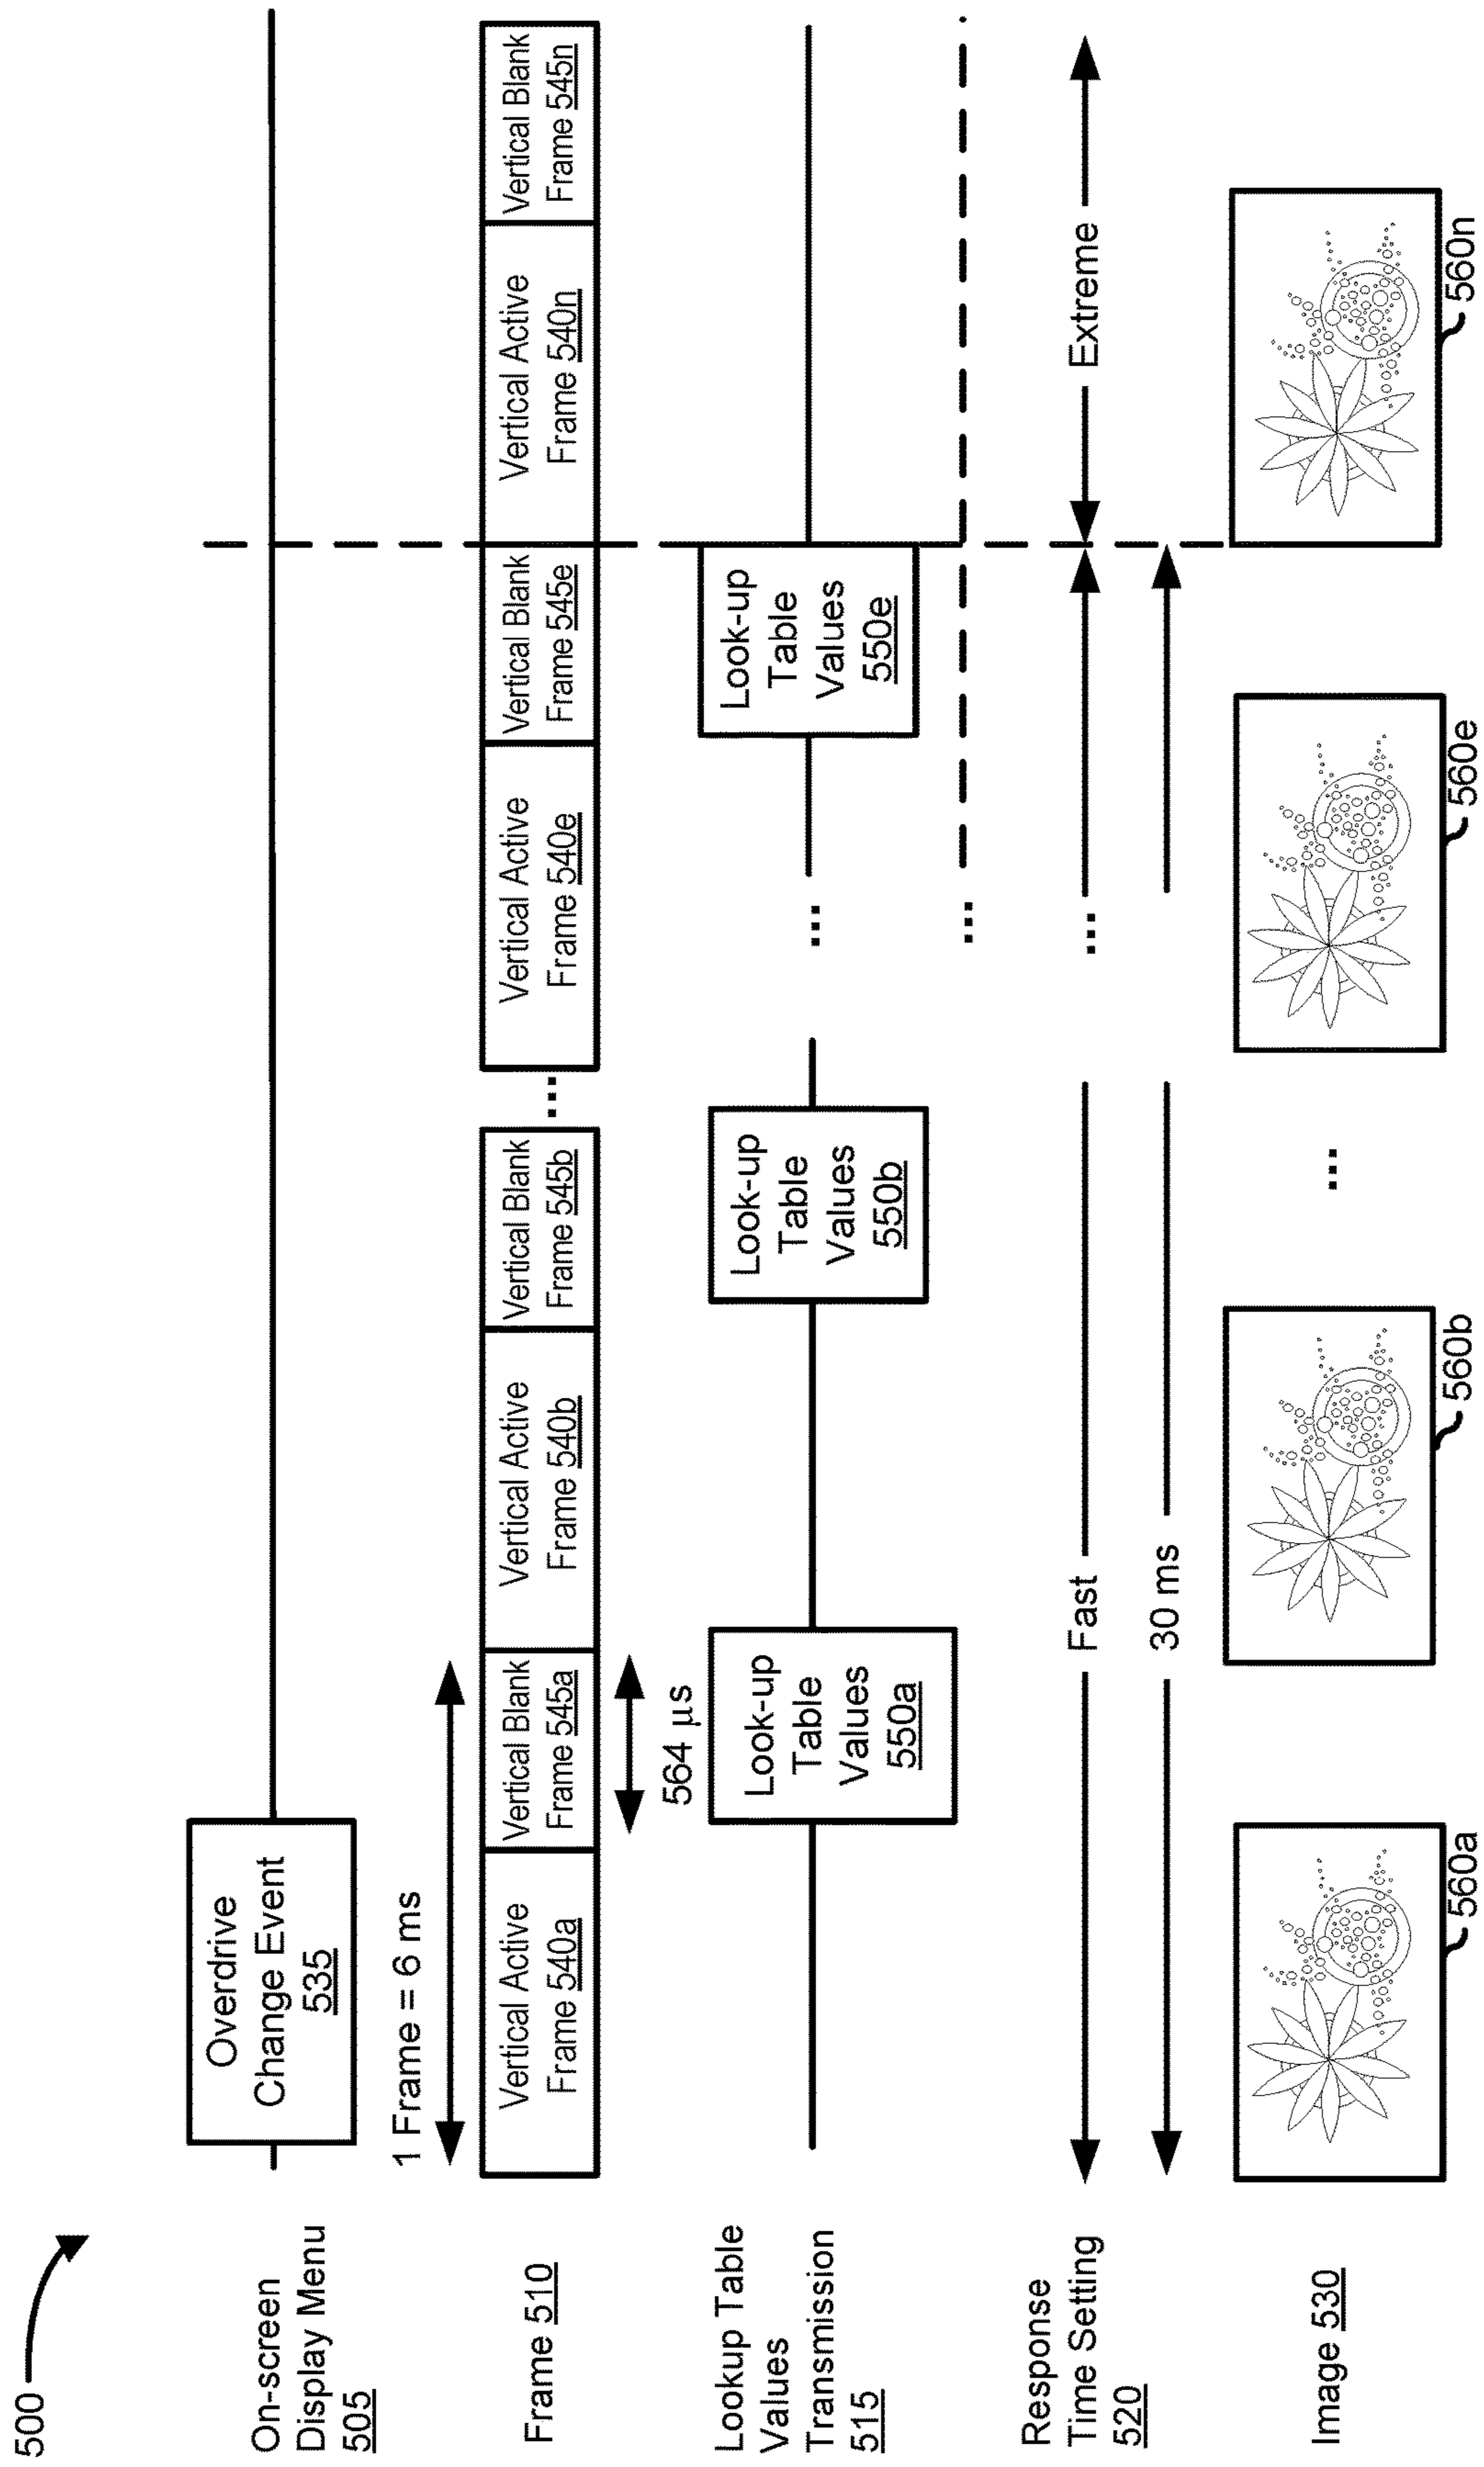 500
On-screen
Display Menu
505
Overdrive
Change Event
535
1 Frame = 6 ms
Frame 510
Vertical Active
Frame 540a
Vertical Blank
Frame 545a
Vertical Active
Frame 540b
Vertical Blank
Frame 545b
...
Vertical Active
Frame 540e
Vertical Blank
Frame 545e
Vertical Active
Frame 540n
Vertical Blank
Frame 545n
564 μs
Lookup Table
Values
Transmission
515
Look-up
Table
Values
550a
Look-up
Table
Values
550b
...
Look-up
Table
Values
550e
...
Response
Time Setting
520
Fast
...
Extreme
30 ms
Image 530
560a
560b
...
560e
560n